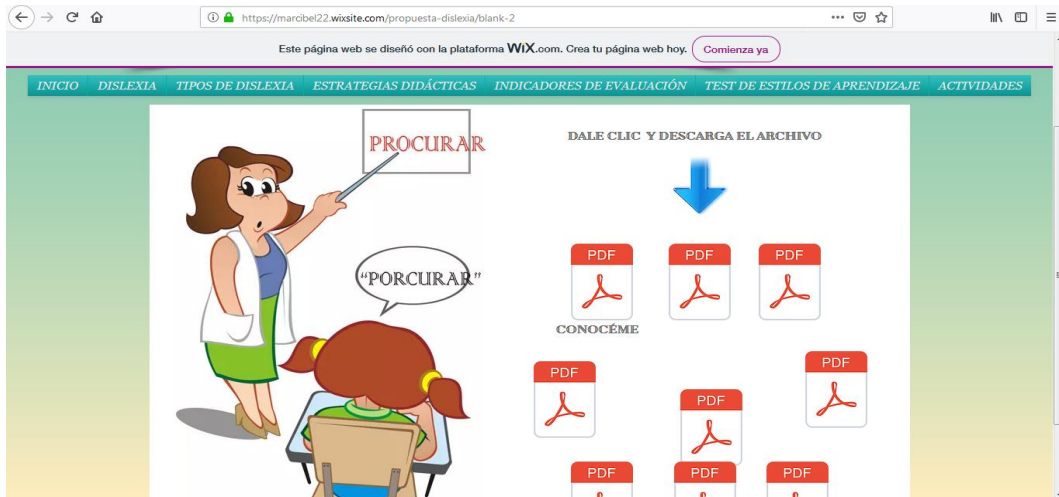 https://marcibel22.wixsite.com/propuesta-dislexia/blank-2
Este página web se diseñó con la plataforma WiX.com. Crea tu página web hoy. Comienza ya
INICIO DISLEXIA TIPOS DE DISLEXIA ESTRATEGIAS DIDÁCTICAS INDICADORES DE EVALUACIÓN TEST DE ESTILOS DE APRENDIZAJE ACTIVIDADES
PROCURAR
"PORCURAR"
DALE CLIC Y DESCARGA EL ARCHIVO
PDF PDF PDF
CONOCÉME
PDF PDF
PDF
PDF PDF PDF